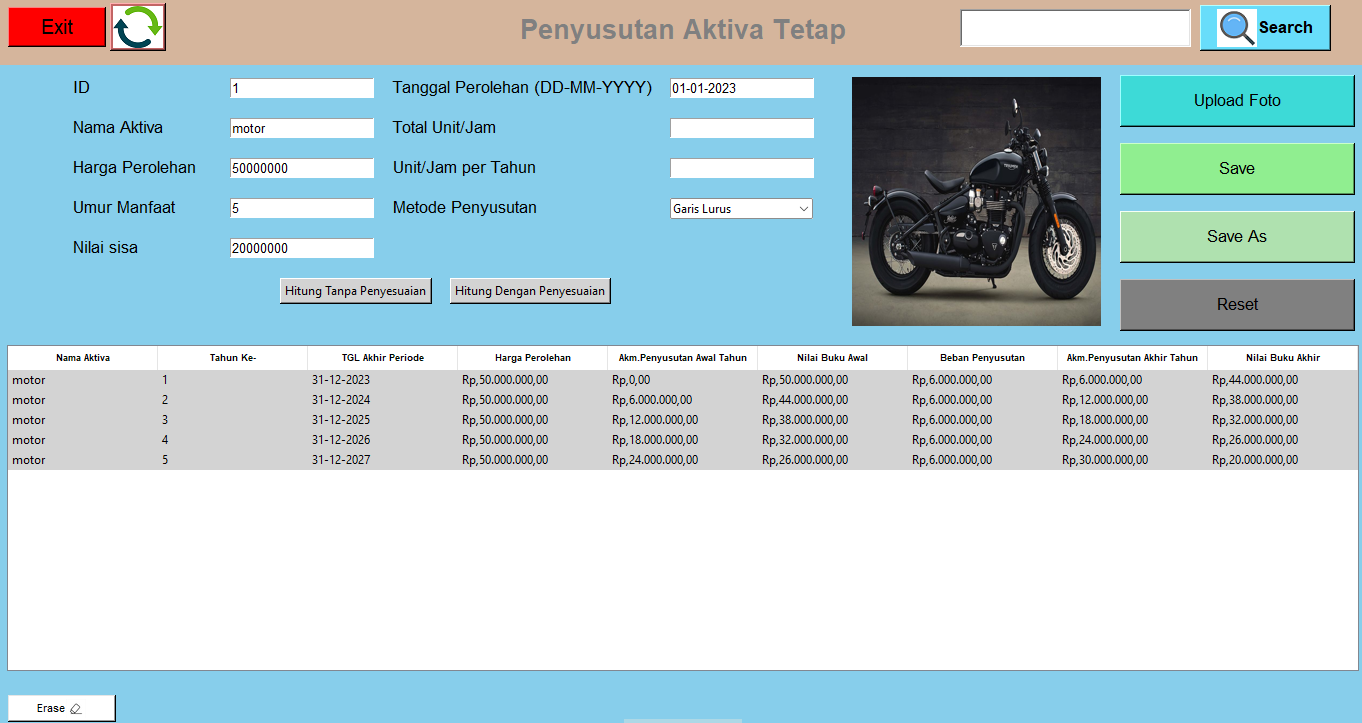 Exit
Penyusutan Aktiva Tetap
Search
ID 1 Tanggal Perolehan (DD-MM-YYYY) 01-01-2023
Nama Aktiva motor Total Unit/Jam
Harga Perolehan 50000000 Unit/Jam per Tahun
Umur Manfaat 5 Metode Penyusutan Garis Lurus
Nilai sisa 20000000
Hitung Tanpa Penyesuaian Hitung Dengan Penyesuaian
TRIUMPH
Upload Foto
Save
Save As
Reset
Nama Aktiva Tahun Ke- TGL Akhir Periode Harga Perolehan Akm.Penyusutan Awal Tahun Nilai Buku Awal Beban Penyusutan Akm.Penyusutan Akhir Tahun Nilai Buku Akhir
motor 1 31-12-2023 Rp,50.000.000,00 Rp,0,00 Rp,50.000.000,00 Rp,6.000.000,00 Rp,6.000.000,00 Rp,44.000.000,00
motor 2 31-12-2024 Rp,50.000.000,00 Rp,6.000.000,00 Rp,44.000.000,00 Rp,6.000.000,00 Rp,12.000.000,00 Rp,38.000.000,00
motor 3 31-12-2025 Rp,50.000.000,00 Rp,12.000.000,00 Rp,38.000.000,00 Rp,6.000.000,00 Rp,18.000.000,00 Rp,32.000.000,00
motor 4 31-12-2026 Rp,50.000.000,00 Rp,18.000.000,00 Rp,32.000.000,00 Rp,6.000.000,00 Rp,24.000.000,00 Rp,26.000.000,00
motor 5 31-12-2027 Rp,50.000.000,00 Rp,24.000.000,00 Rp,26.000.000,00 Rp,6.000.000,00 Rp,30.000.000,00 Rp,20.000.000,00
Erase